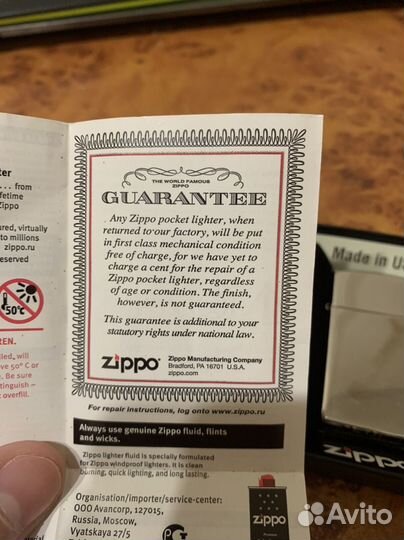 ter
... from
fetime
Zippo
ured, virtually
to millions
zippo.ru
eserved
50°C
REN.
lled, will
ve 50° C or
e. Be sure
tinguish –
overfill.
THE WORLD FAMOUS
ZIPPO
GUARANTEE
Any Zippo pocket lighter, when
returned to our factory, will be put
in first class mechanical condition
free of charge, for we have yet to
charge a cent for the repair of a
Zippo pocket lighter, regardless
of age or condition. The finish,
however, is not guaranteed.
This guarantee is additional to your
statutory rights under national law.
zippo
Zippo Manufacturing Company
Bradford, PA 16701 U.S.A.
zippo.com
For repair instructions, log onto www.zippo.ru
Always use genuine Zippo fluid, flints
and wicks.
Zippo lighter fluid is specially formulated
for Zippo windproof lighters. It is clean
burning, quick lighting, and long lasting.
Organisation/importer/service-center:
OOO Avancorp, 127015,
Russia, Moscow,
Vyatskaya 27/5
zippo
Made in U
zippo
Avito